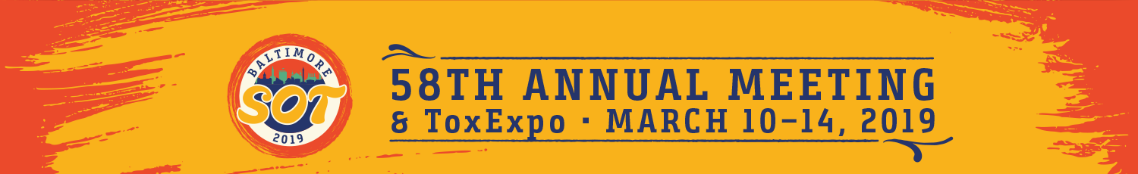 BALTIMORE
SOT
2019
58TH ANNUAL MEETING
& ToxExpo · MARCH 10–14, 2019